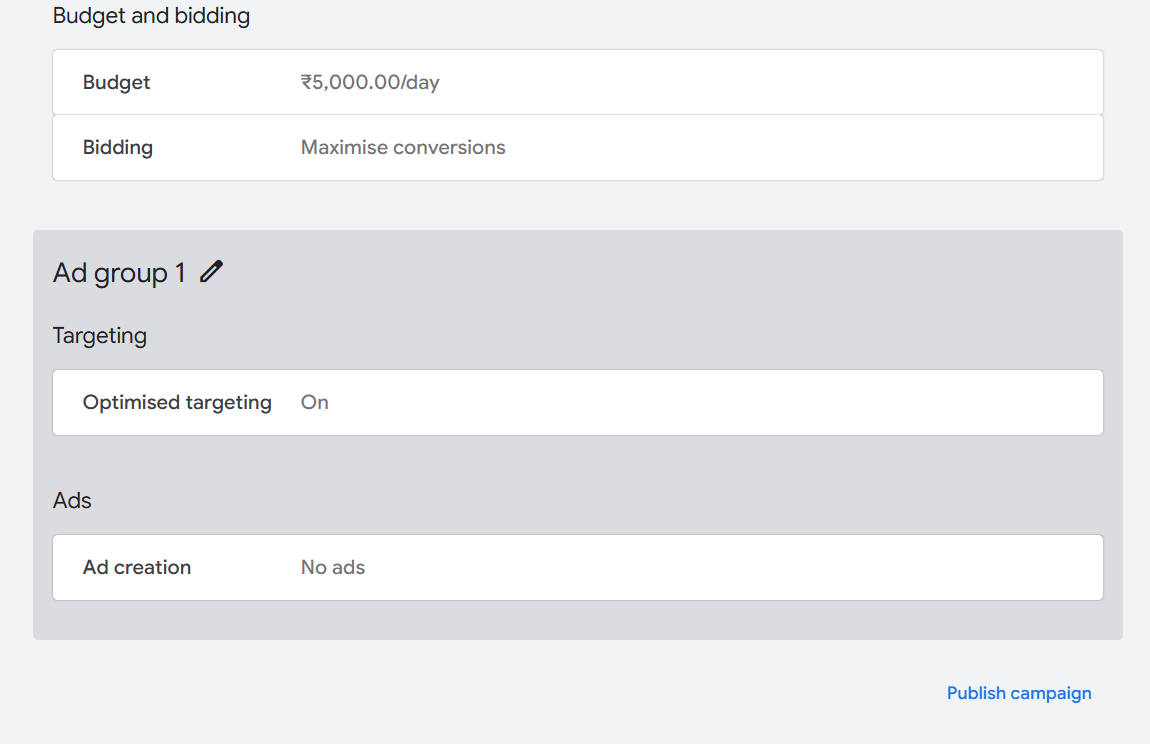 Budget and bidding
Budget ₹5,000.00/day
Bidding Maximise conversions
Ad group 1
Targeting
Optimised targeting On
Ads
Ad creation No ads
Publish campaign